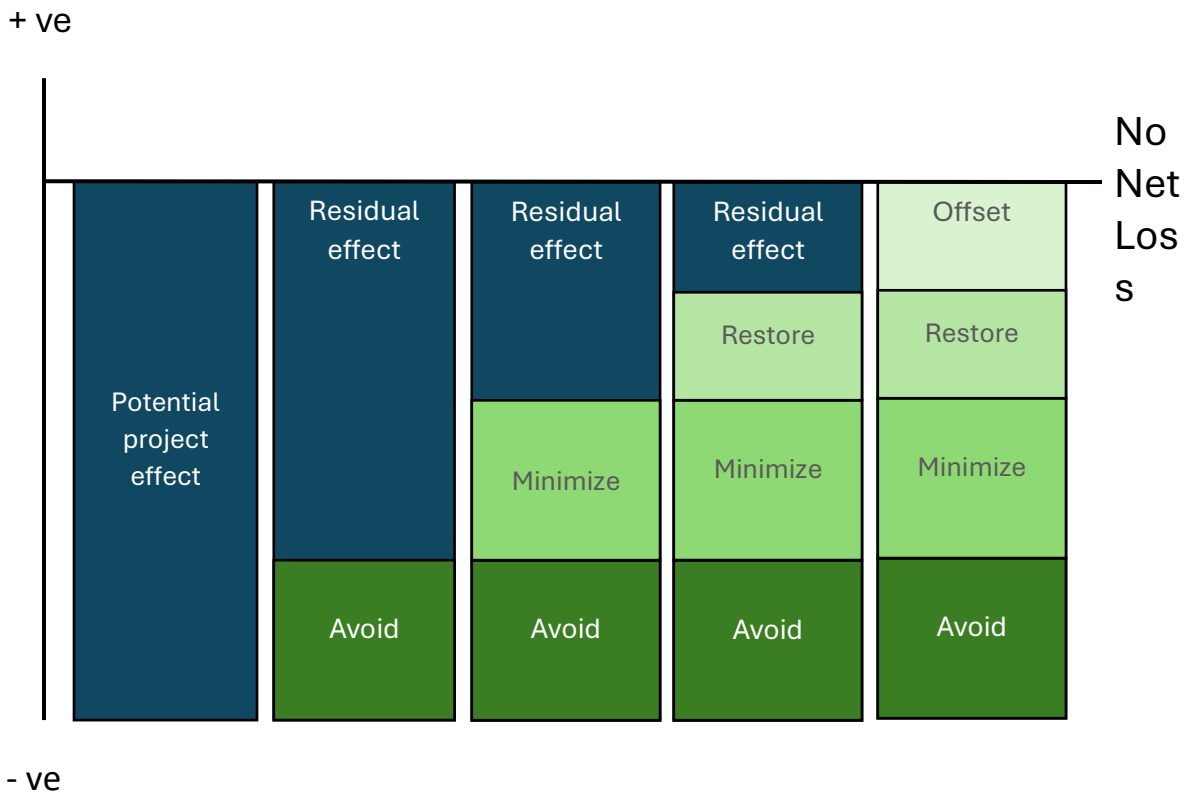 + ve
No
Net
Los
s
Potential
project
effect
Residual
effect
Avoid
Residual
effect
Minimize
Avoid
Residual
effect
Restore
Minimize
Avoid
Offset
Restore
Minimize
Avoid
- ve